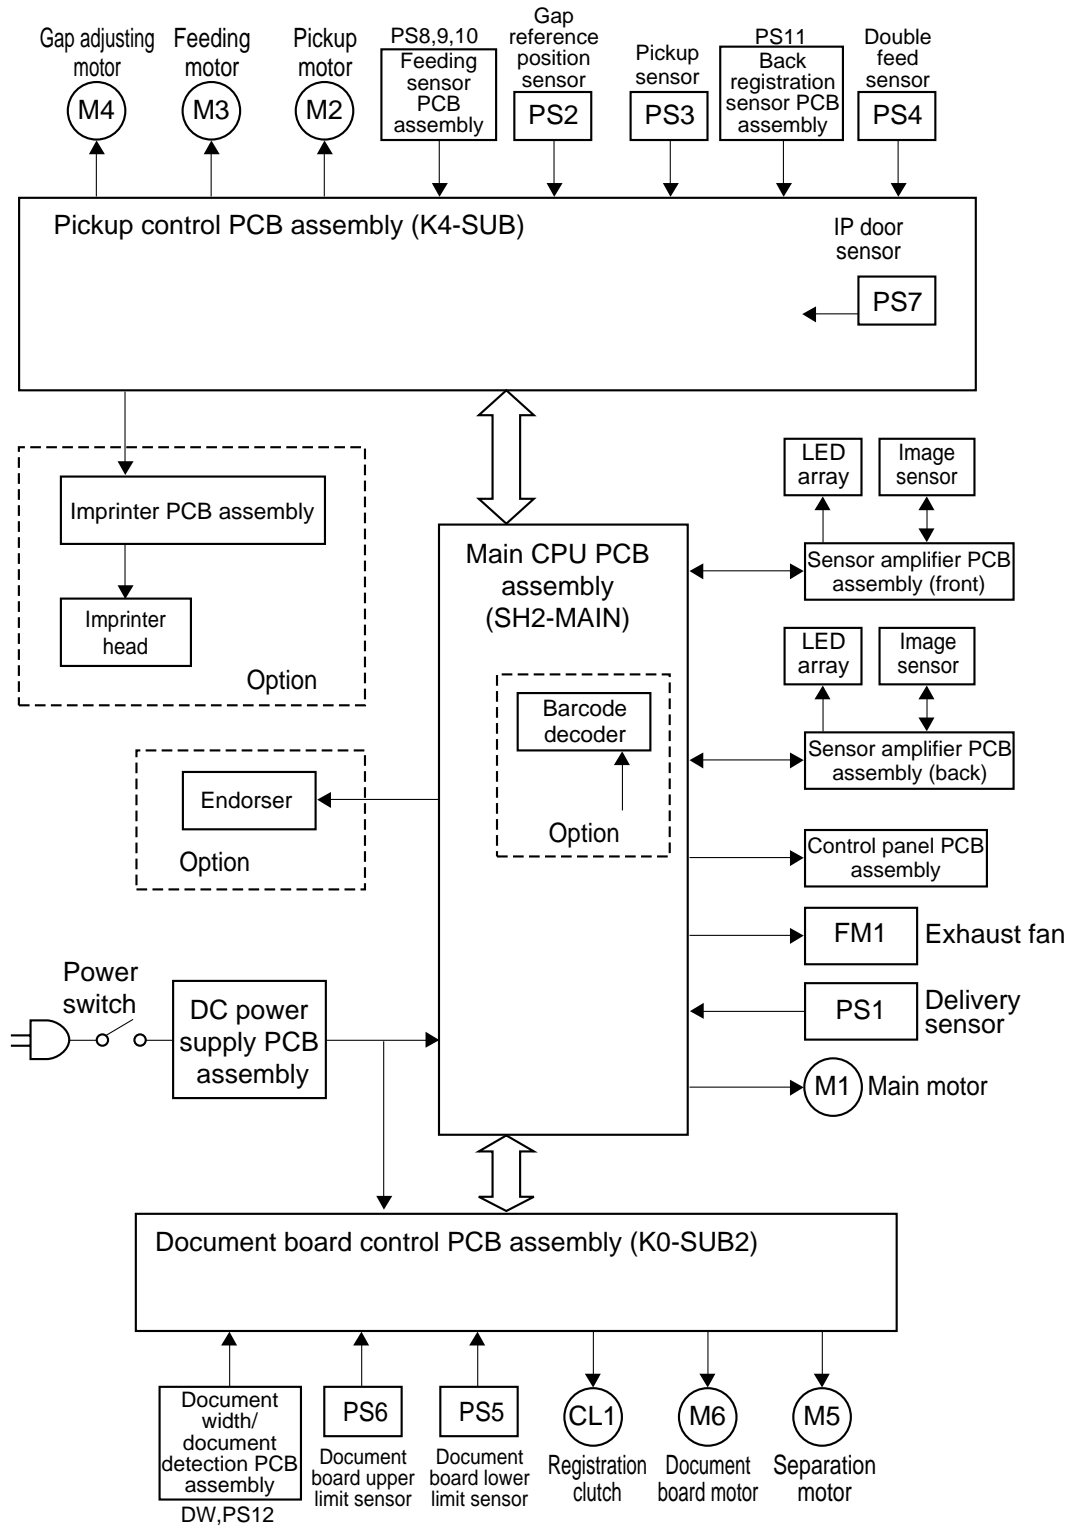 Gap adjusting
motor
M4
Feeding
motor
M3
Pickup
motor
M2
PS8,9,10
Feeding
sensor
PCB
assembly
Gap
reference
position
sensor
PS2
Pickup
sensor
PS3
PS11
Back
registration
sensor PCB
assembly
Double
feed
sensor
PS4
Pickup control PCB assembly (K4-SUB)
IP door
sensor
PS7
Imprinter PCB assembly
Imprinter
head
Option
Main CPU PCB
assembly
(SH2-MAIN)
Barcode
decoder
Option
LED
array
Image
sensor
Sensor amplifier PCB
assembly (front)
LED
array
Image
sensor
Sensor amplifier PCB
assembly (back)
Endorser
Option
Control panel PCB
assembly
FM1
Exhaust fan
Power
switch
DC power
supply PCB
assembly
PS1
Delivery
sensor
M1
Main motor
Document board control PCB assembly (K0-SUB2)
Document
width/
document
detection PCB
assembly
DW,PS12
PS6
Document
board upper
limit sensor
PS5
Document
board lower
limit sensor
CL1
Registration
clutch
M6
Document
board motor
M5
Separation
motor